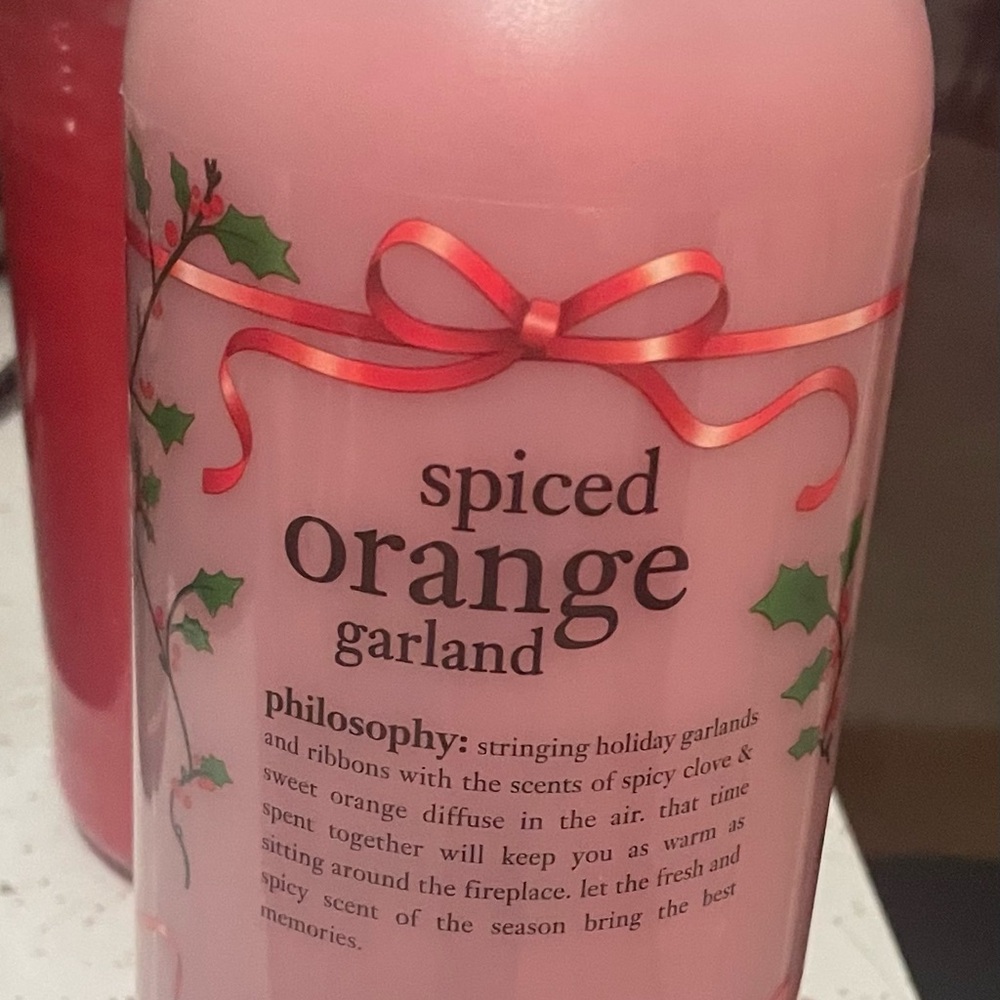 spiced
orange
garland
philosophy: stringing holiday garlands
and ribbons with the scents of spicy clove &
sweet orange diffuse in the air. that time
spent together will keep you as warm as
sitting around the fireplace. let the fresh and
spicy scent of the season bring the best
memories.